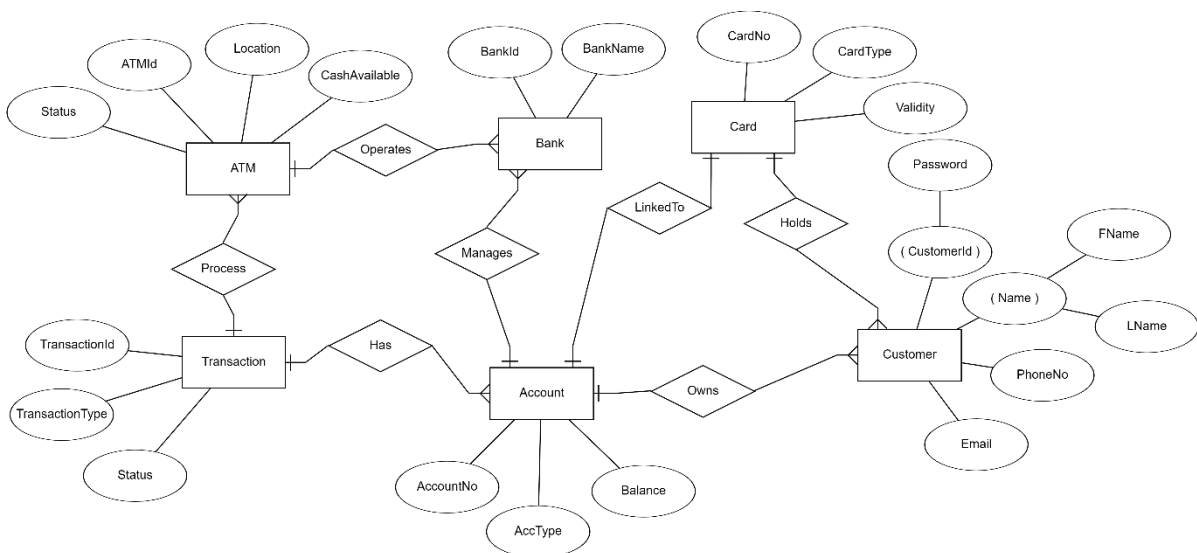 CardNo
Location
BankId
BankName
CardType
ATMId
CashAvailable
Status
Validity
Card
Bank
Operates
ATM
Password
LinkedTo
Holds
FName
( CustomerId )
Manages
Process
( Name )
LName
TransactionId
Has
Customer
Transaction
PhoneNo
Owns
Account
TransactionType
Email
Status
AccountNo
Balance
AccType